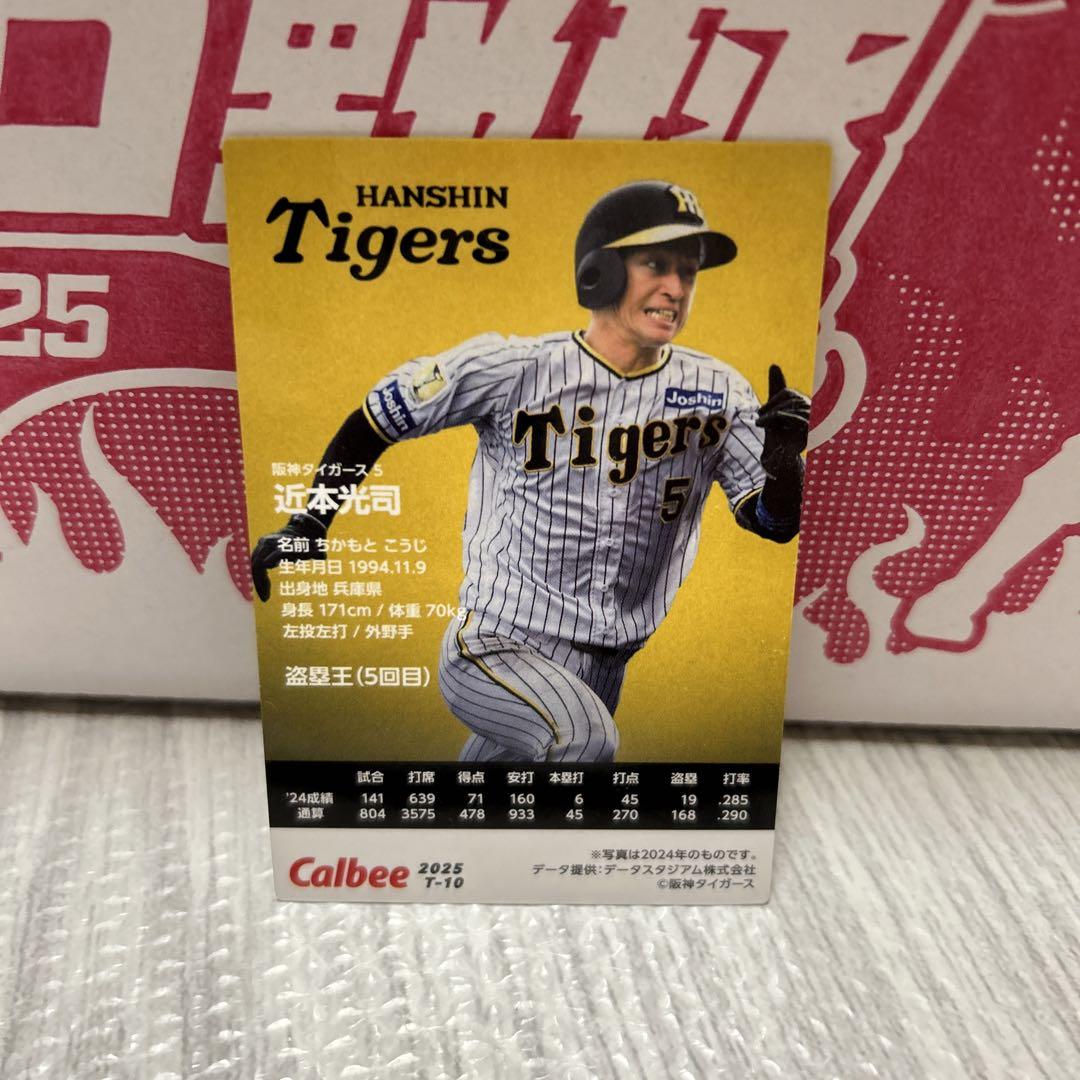 25
HANSHIN
Tigers
Joshin
Joshin
Tigers
5
阪神タイガース 5
近本光司
名前 ちかもと こうじ
生年月日 1994.11.9
出身地 兵庫県
身長 171cm / 体重 70kg
左投左打 / 外野手
盗塁王(5回目)
試合 打席 得点 安打 本塁打 打点 盗塁 打率
'24成績 141 639 71 160 6 45 19 .285
通算 804 3575 478 933 45 270 168 .290
Calbee 2025
T-10
※写真は2024年のものです。
データ提供:データスタジアム株式会社
©阪神タイガース